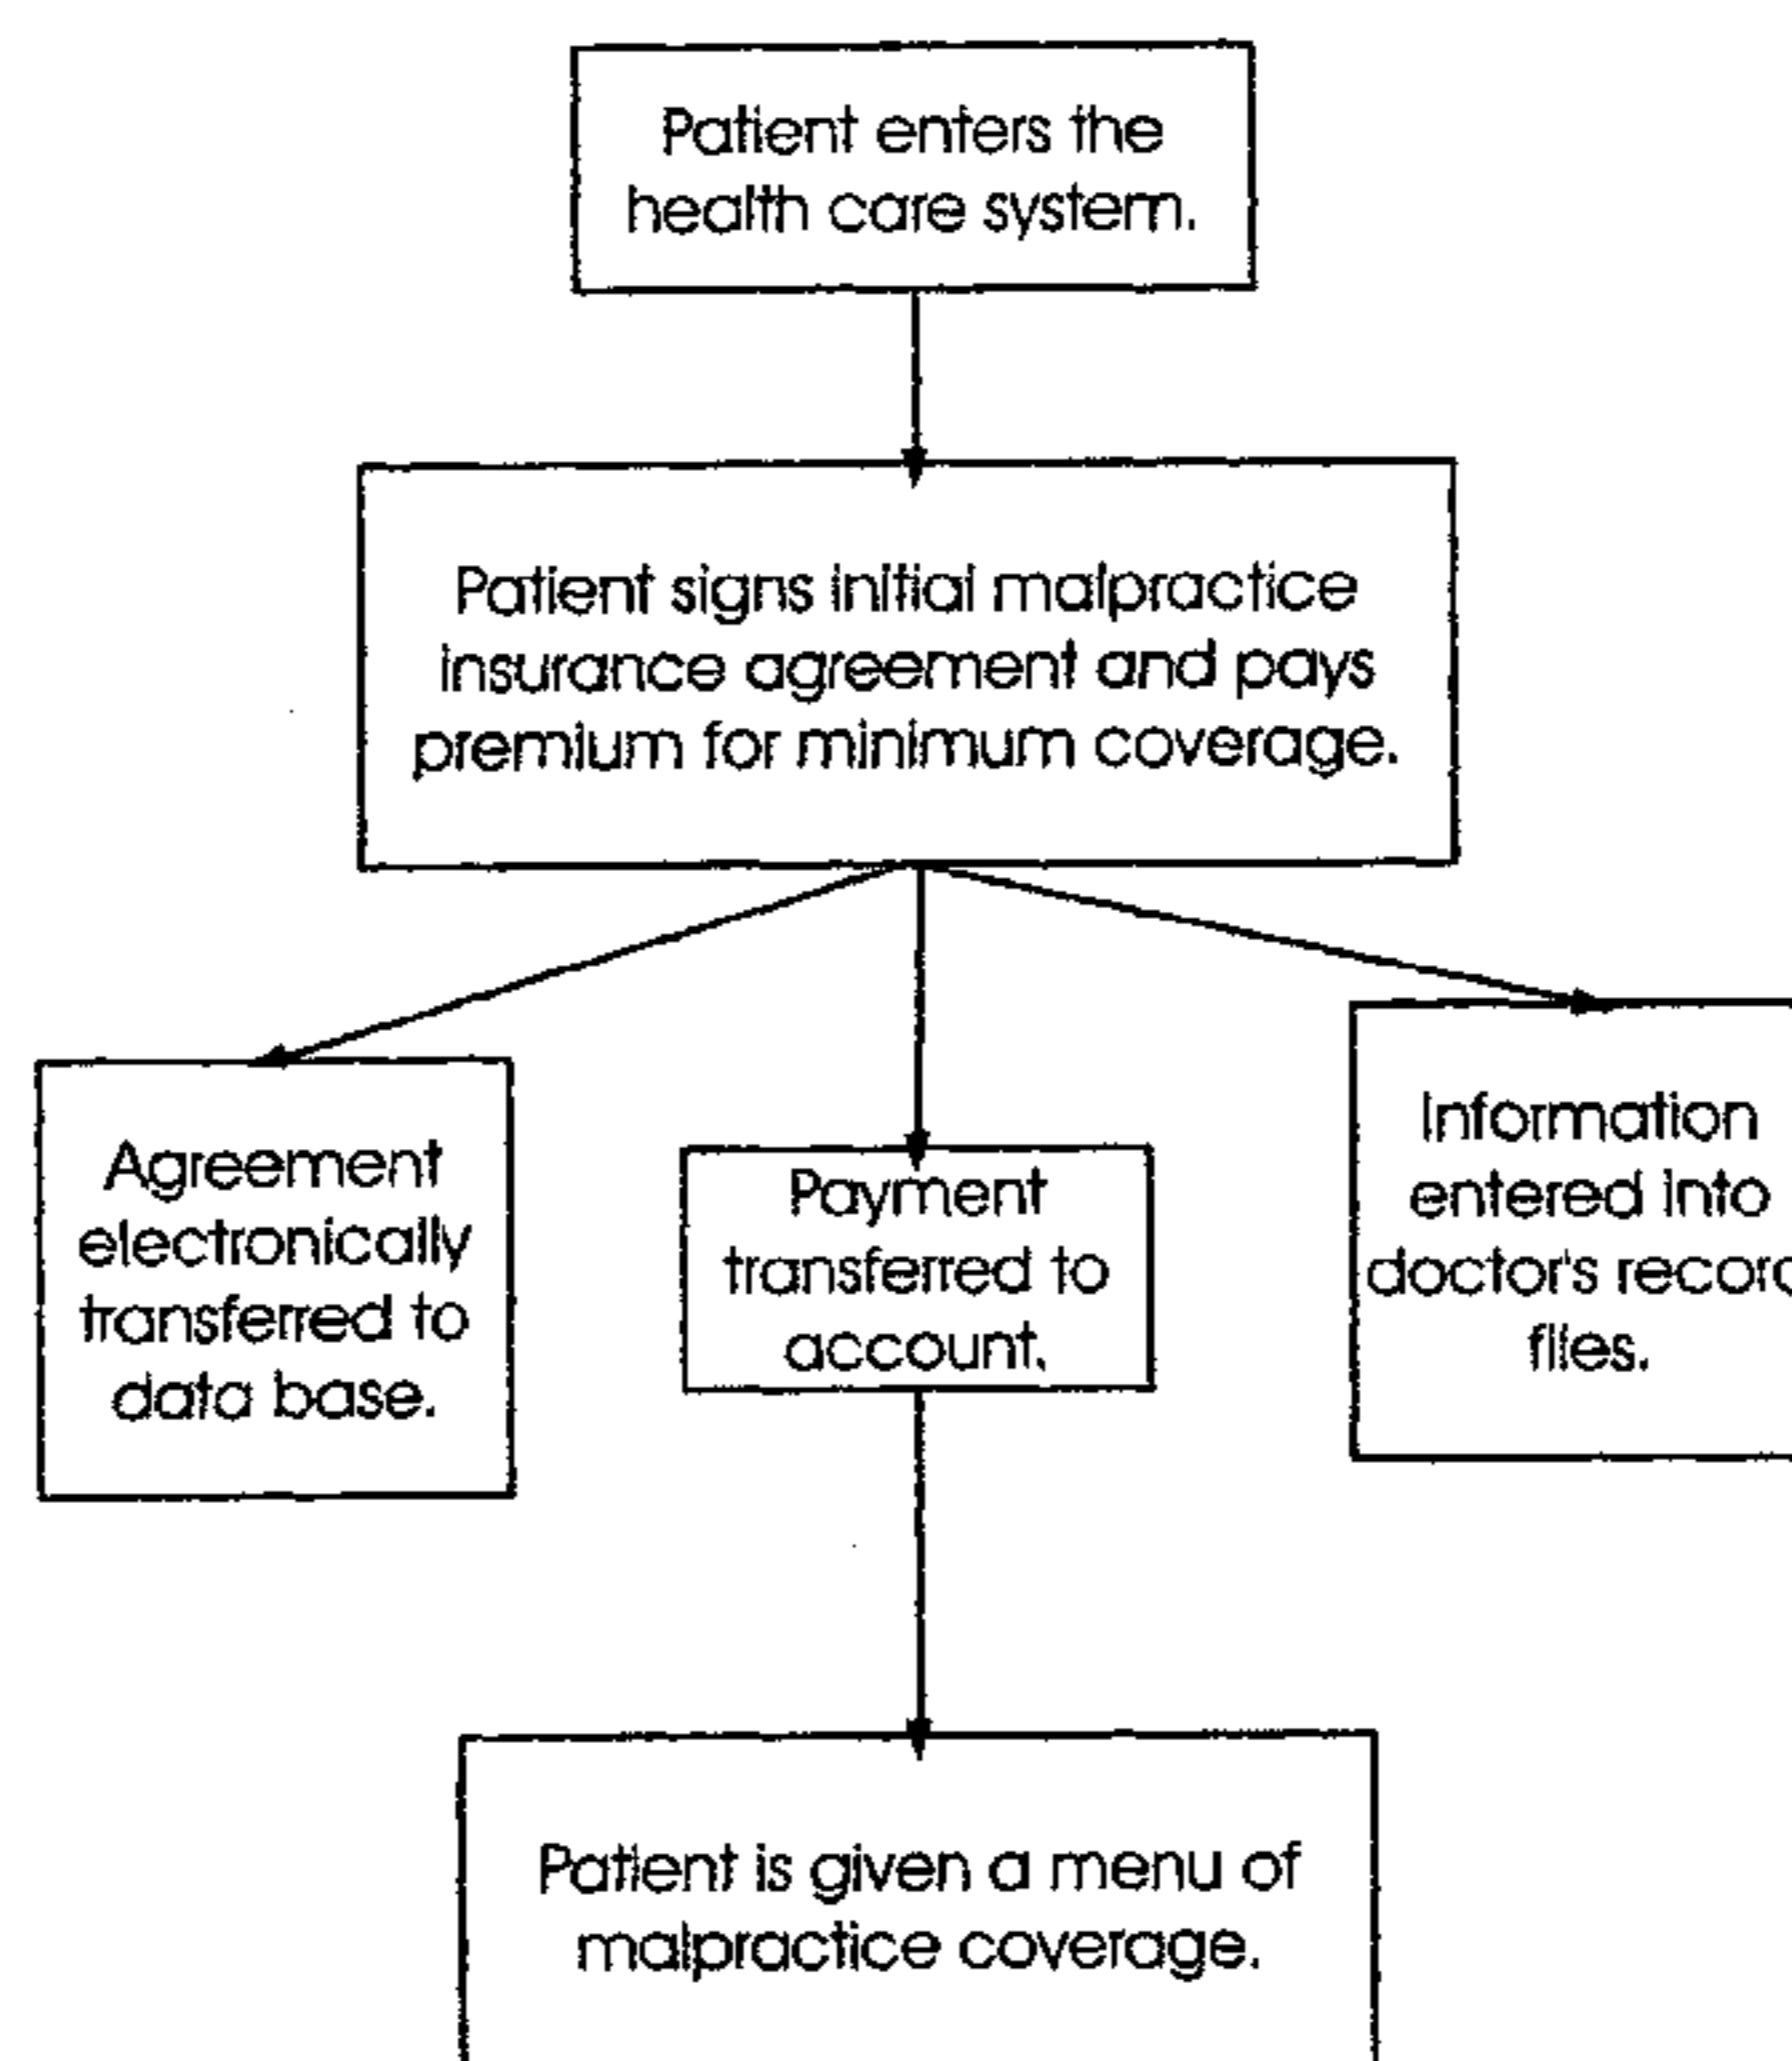 Patient enters the
health care system.
Patient signs initial malpractice
insurance agreement and pays
premium for minimum coverage.
Agreement
electronically
transferred to
data base.
Payment
transferred to
account.
Information
entered into
doctor's record
files.
Patient is given a menu of
malpractice coverage.